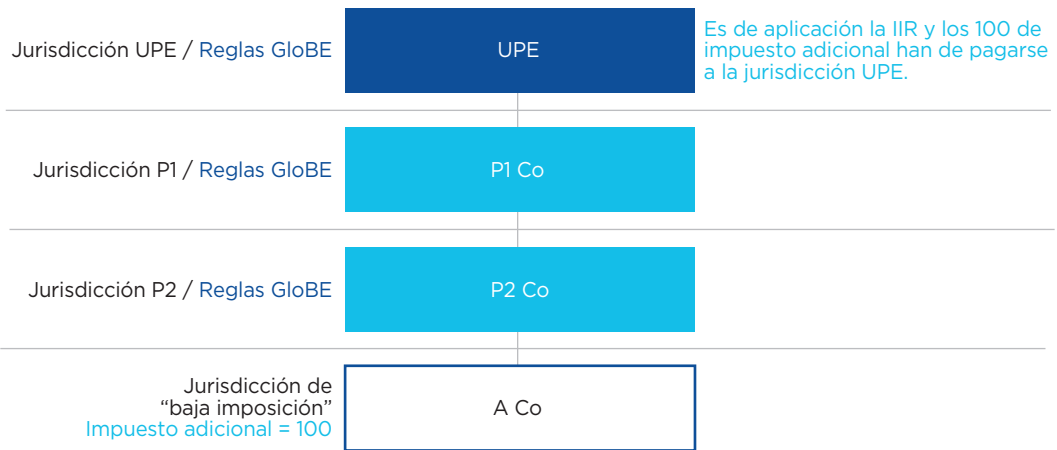 Jurisdicción UPE / Reglas GloBE
UPE
Es de aplicación la IIR y los 100 de
impuesto adicional han de pagarse
a la jurisdicción UPE.
Jurisdicción P1 / Reglas GloBE
P1 Co
Jurisdicción P2 / Reglas GloBE
P2 Co
Jurisdicción de
“baja imposición”
Impuesto adicional = 100
A Co